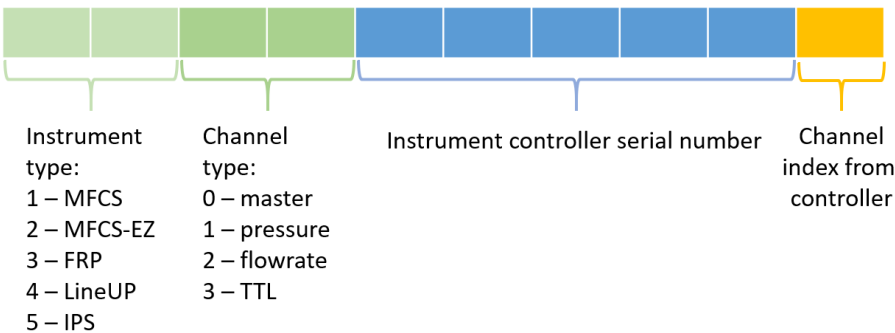 Instrument
type:
1 – MFCS
2 – MFCS-EZ
3 – FRP
4 – LineUP
5 – IPS
Channel
type:
0 – master
1 – pressure
2 – flowrate
3 – TTL
Instrument controller serial number
Channel
index from
controller